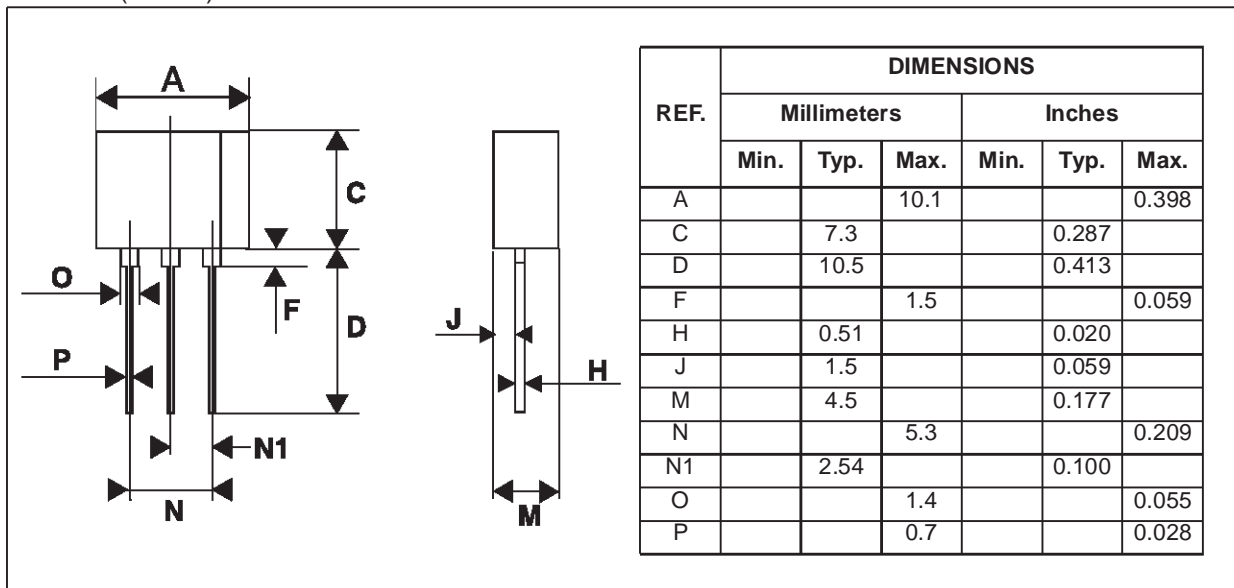 A
C
O
F
D
P
N1
N
J
H
M
REF. DIMENSIONS
Millimeters Inches
Min. Typ. Max. Min. Typ. Max.
A 10.1 0.398
C 7.3 0.287
D 10.5 0.413
F 1.5 0.059
H 0.51 0.020
J 1.5 0.059
M 4.5 0.177
N 5.3 0.209
N1 2.54 0.100
O 1.4 0.055
P 0.7 0.028